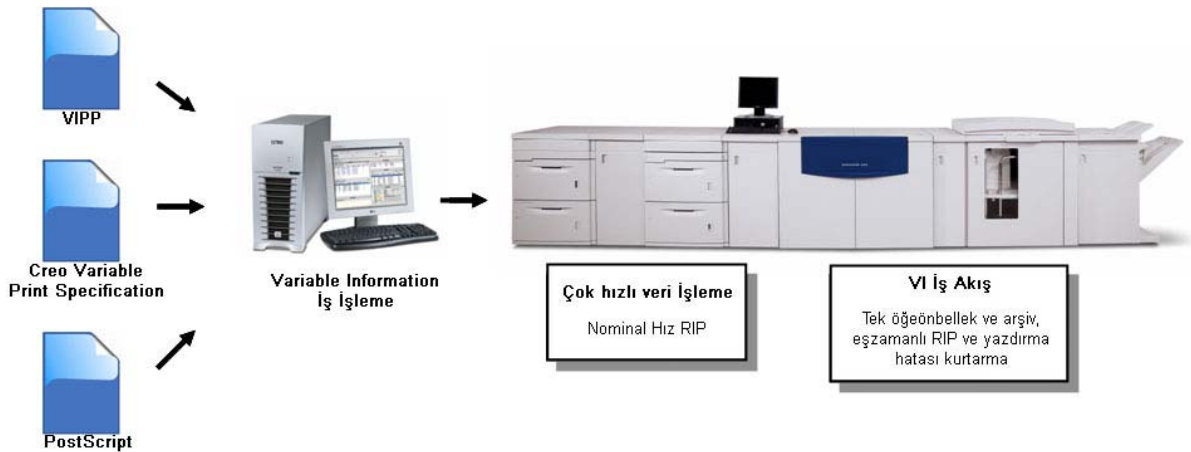 VIPP
Creo Variable
Print Specification
PostScript
Variable Information
İş İşleme
Çok hızlı veri İşleme
Nominal Hız RIP
VI İş Akış
Tek öğeönbellek ve arşiv,
eşzamanlı RIP ve yazdırma
hatası kurtarma